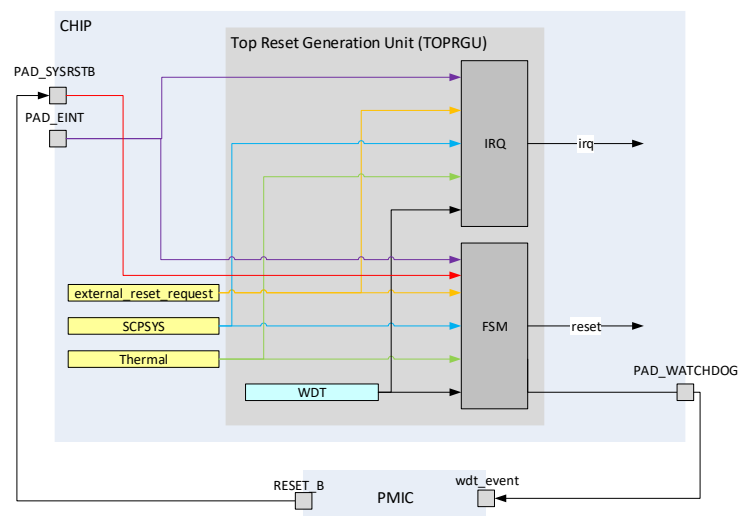 CHIP
Top Reset Generation Unit (TOPRGU)
PAD_SYSRSTB
PAD_EINT
IRQ
irq
external_reset_request
SCPSYS
FSM
reset
Thermal
PAD_WATCHDOG
WDT
RESET_B
wdt_event
PMIC